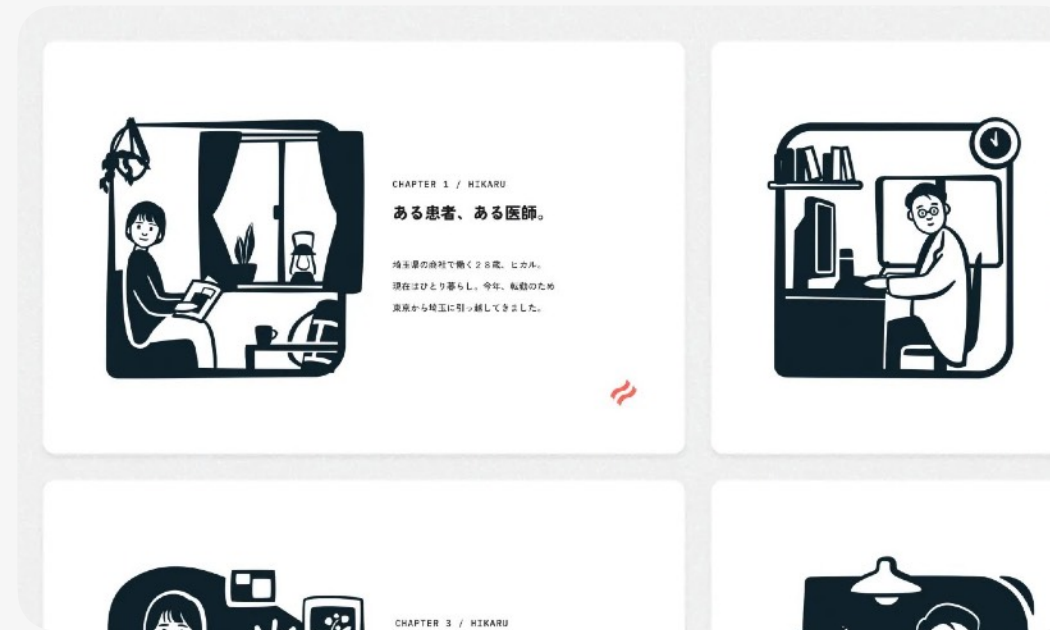 CHAPTER 1 / HIKARU
ある患者、ある医師。
埼玉県の商社で働く28歳、ヒカル。
現在はひとり暮らし。今年、転勤のため
東京から埼玉に引っ越してきました。
CHAPTER 3 / HIKARU